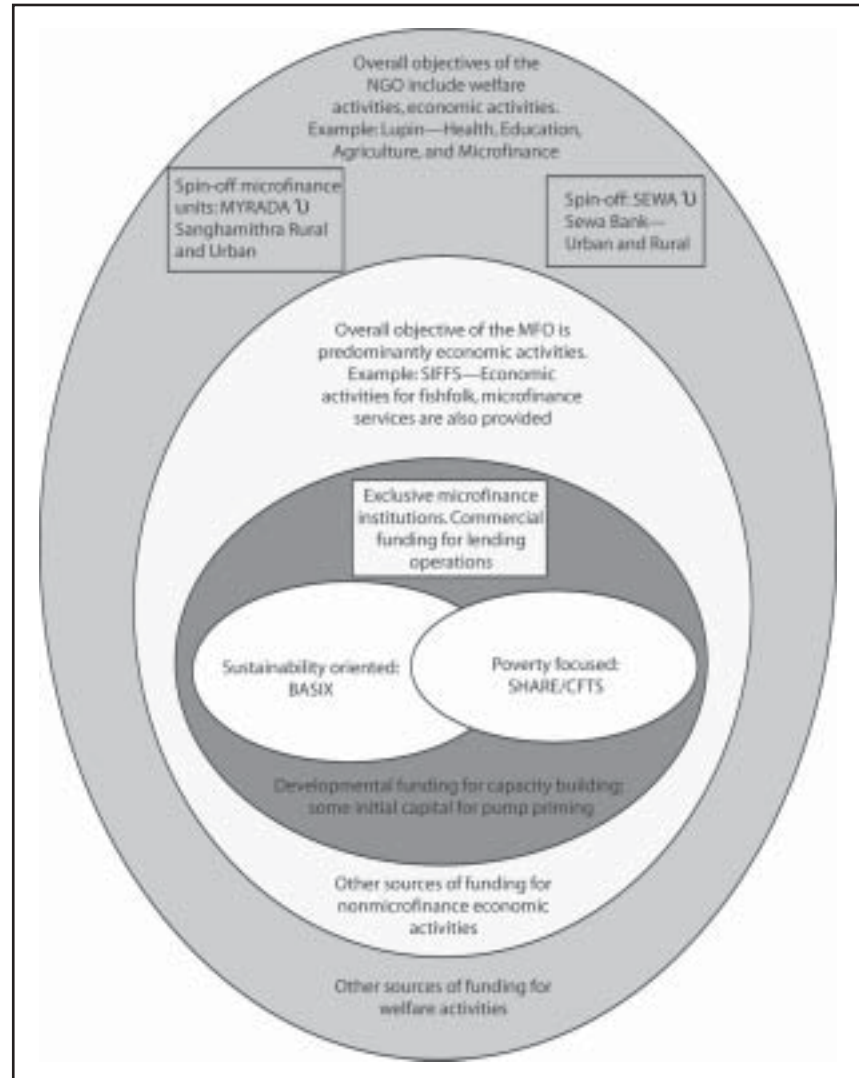 Overall objectives of the
NGO include welfare
activities, economic activities.
Example: Lupin—Health, Education,
Agriculture, and Microfinance
Spin-off microfinance
units: MYRADA
Sanghamithra Rural
and Urban
Spin-off: SEWA
Sewa Bank—
Urban and Rural
Overall objective of the MFO is
predominantly economic activities.
Example: SIFFS—Economic
activities for fishfolk, microfinance
services are also provided
Exclusive microfinance
institutions. Commercial
funding for lending
operations
Sustainability oriented:
BASIX
Poverty focused:
SHARE/CFTS
Developmental funding for capacity building;
some initial capital for pump priming
Other sources of funding for
nonmicrofinance economic
activities
Other sources of funding for
welfare activities